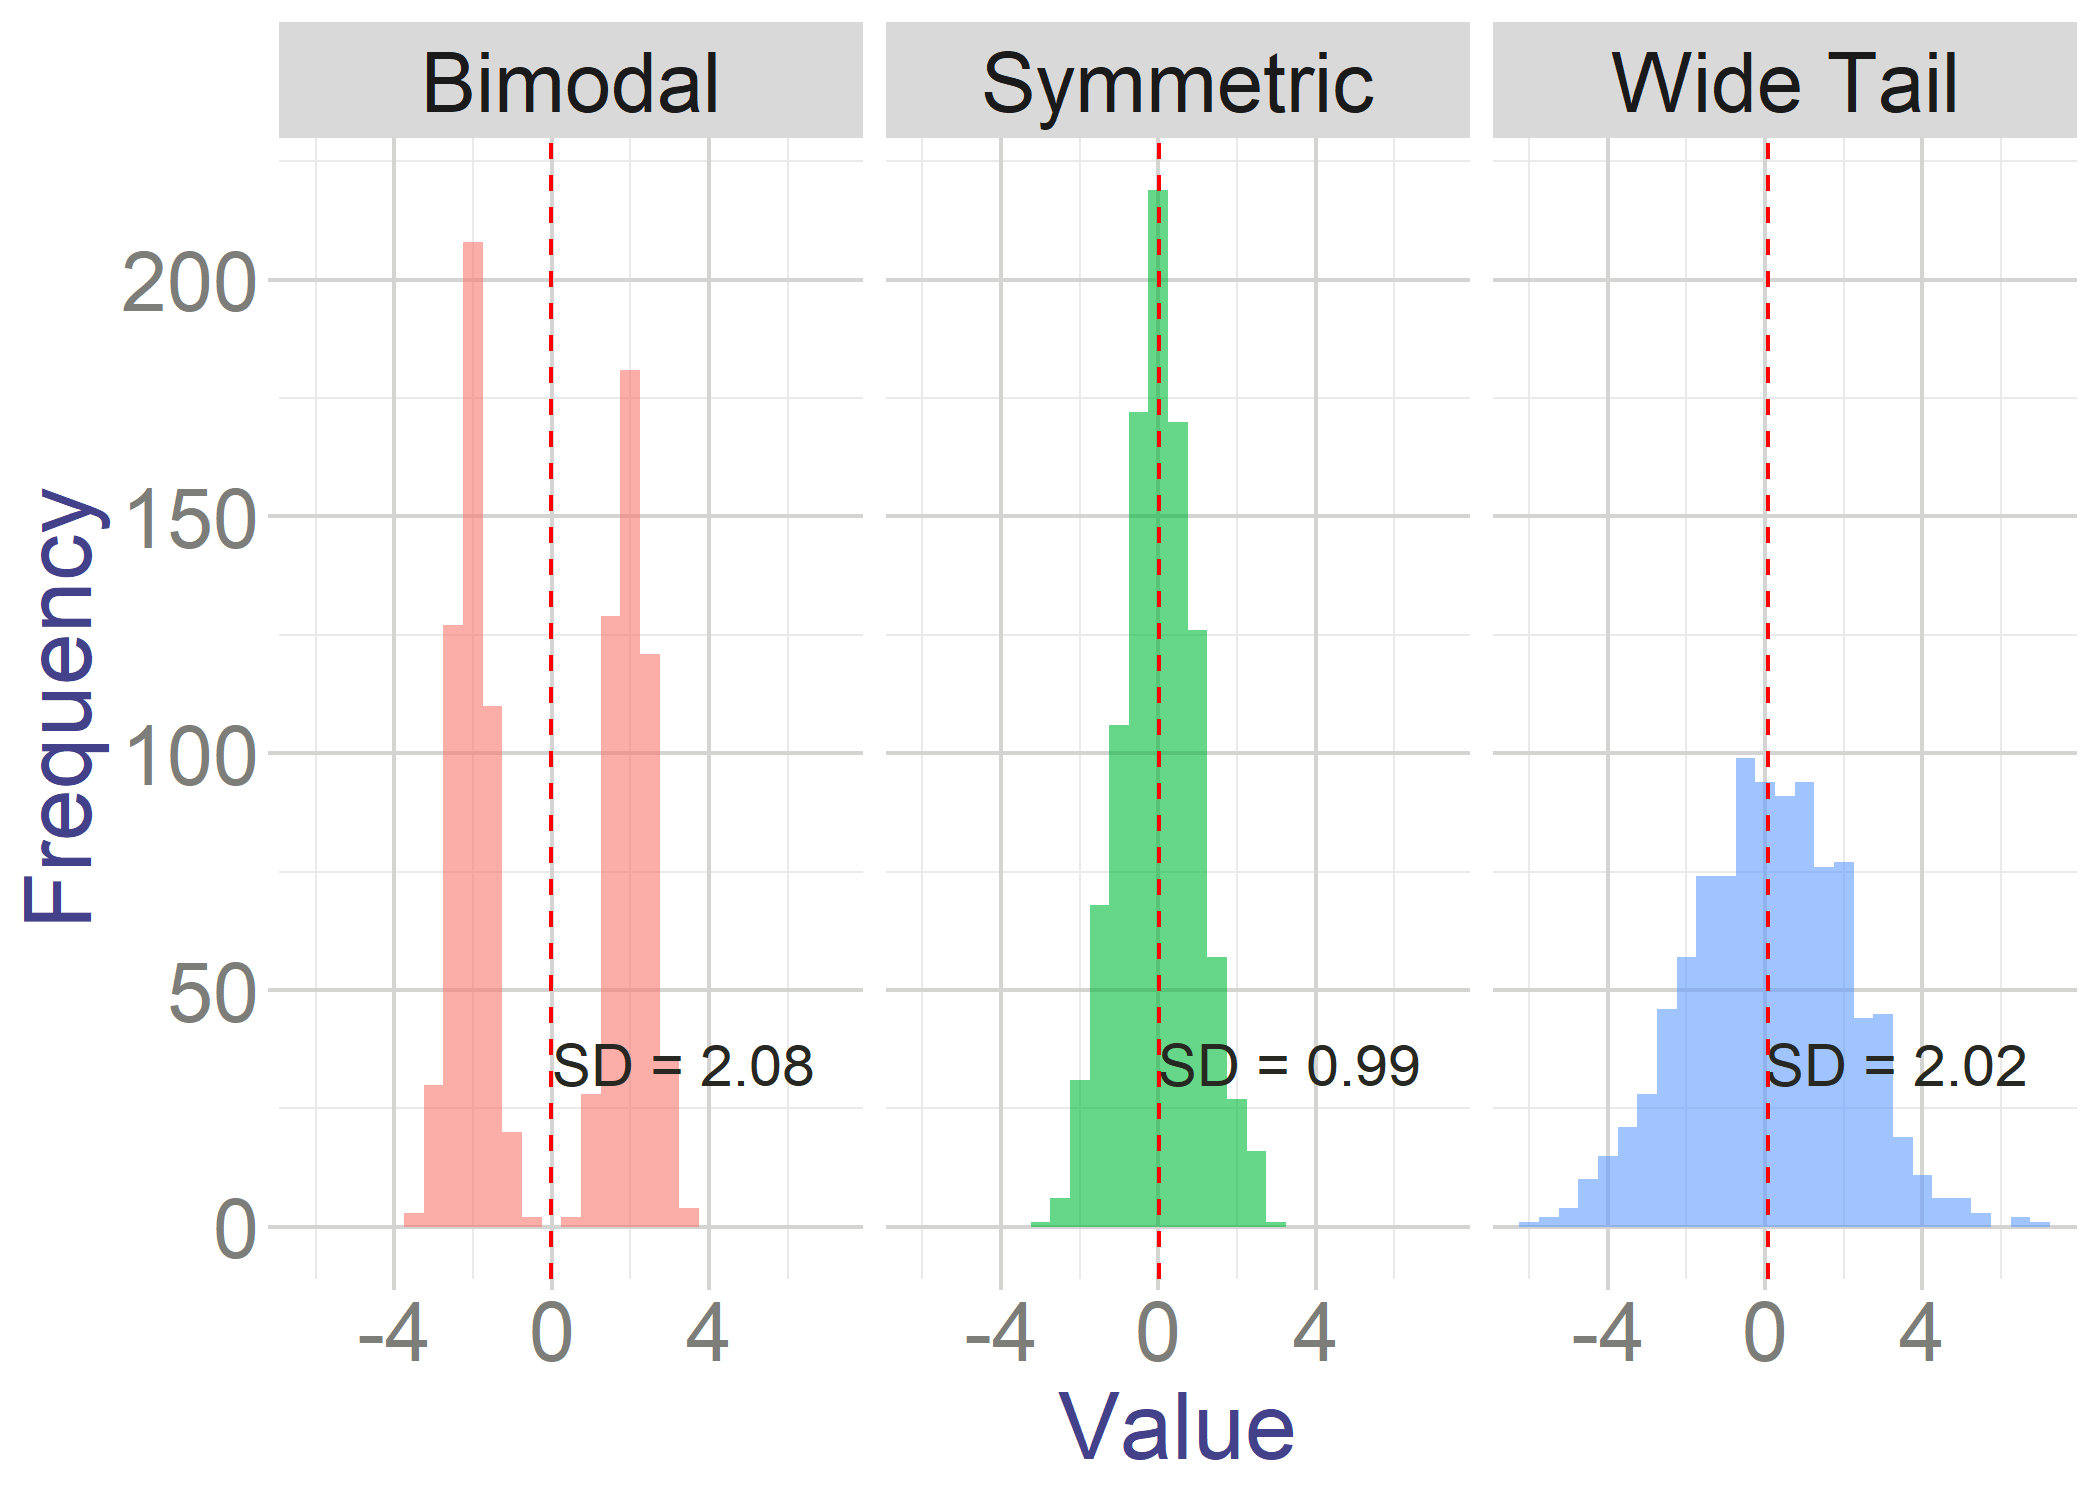 Bimodal
Symmetric
Wide Tail
Frequency
200
150
100
50
0
SD = 2.08
SD = 0.99
SD = 2.02
-4 0 4
-4 0 4
-4 0 4
Value